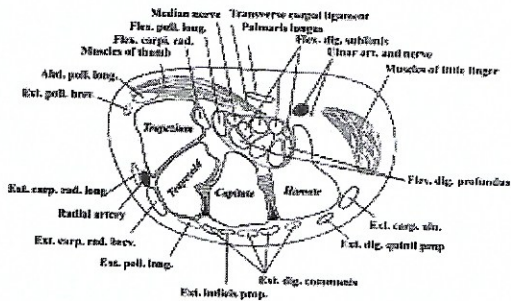 Median nerve
Transverse carpal ligament
Flex. poll. long.
Palmaris longus
Flex. carpi. rad.
Flex. dig. sublimis
Muscles of thumb
Ulnar art. and nerve
Abd. poll. long.
Muscles of little finger
Ext. poll. brev.
Trapezium
Trapezoid
Capitate
Hamate
Flex. dig. profundus
Ext. carp. rad. long.
Radial artery
Ext. carp. rad. brev.
Ext. carp. uln.
Ext. dig. quinti prop
Ext. poll. long.
Ext. dig. communis
Ext. indicis prop.